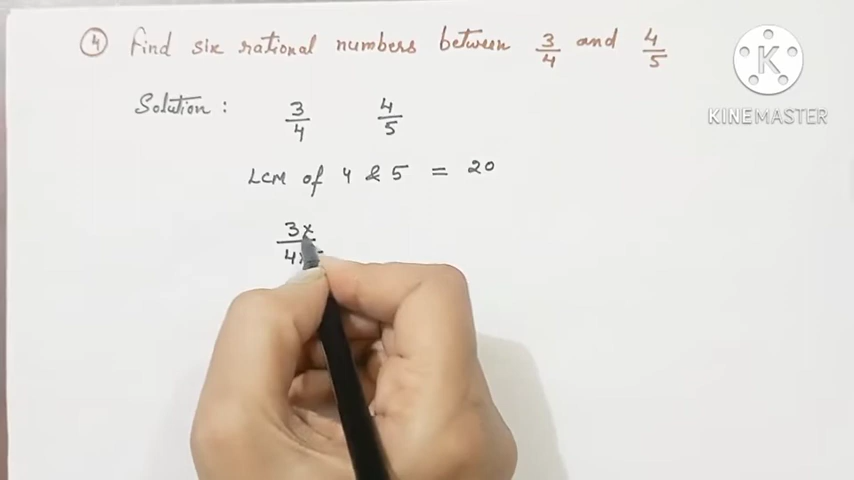 ④ Find six rational numbers between 3/4 and 4/5
Solution : 3/4 4/5
LCM of 4 & 5 = 20
3×/4×
K
KINEMASTER